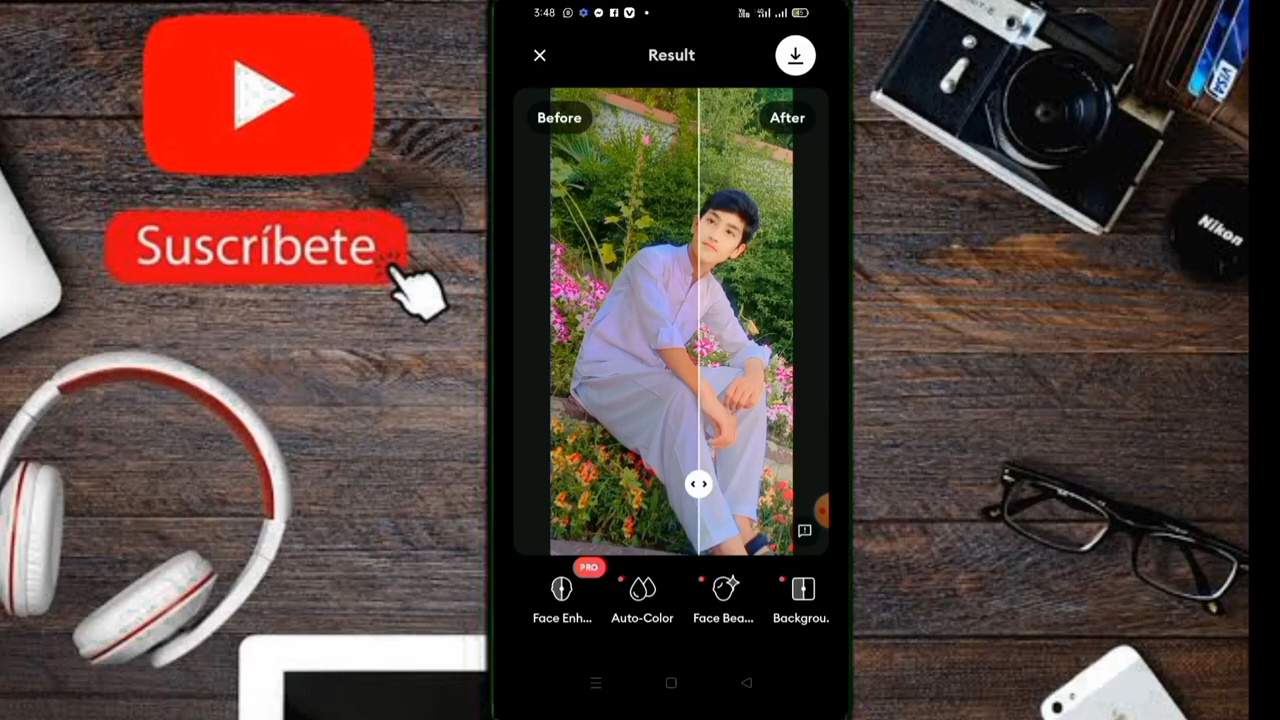 3:48
Result
Before
After
Suscríbete
PRO
Face Enh...
Auto-Color
Face Bea...
Backgrou.
VISA
Nikon